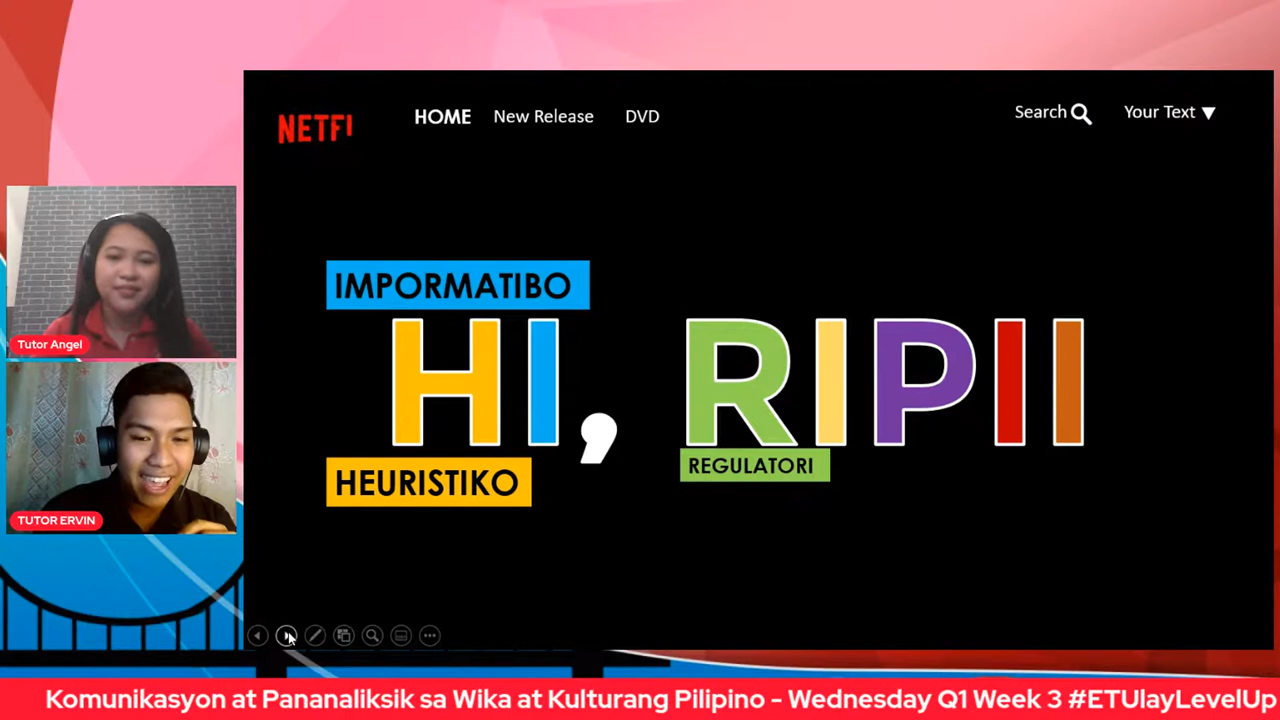 NETFI
HOME New Release DVD
Search Your Text
IMPORMATIBO
HI, RIPII
HEURISTIKO
REGULATORI
Tutor Angel
TUTOR ERVIN
Komunikasyon at Pananaliksik sa Wika at Kulturang Pilipino - Wednesday Q1 Week 3 #ETUlayLevelUp